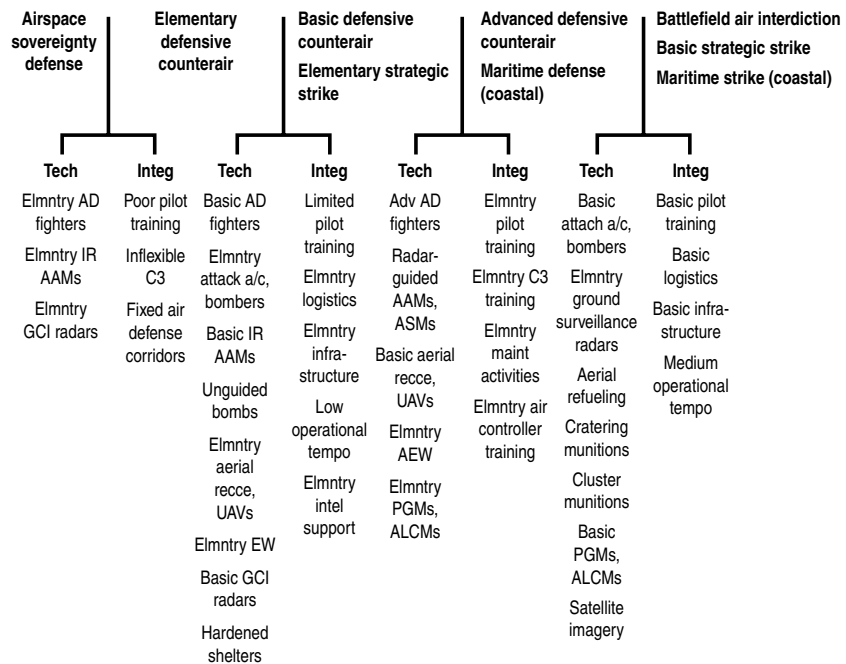 Airspace
sovereignty
defense
Elementary
defensive
counterair
Basic defensive
counterair
Elementary strategic
strike
Advanced defensive
counterair
Maritime defense
(coastal)
Battlefield air interdiction
Basic strategic strike
Maritime strike (coastal)
Tech
Elmntry AD
fighters
Elmntry IR
AAMs
Elmntry
GCI radars
Integ
Poor pilot
training
Inflexible
C3
Fixed air
defense
corridors
Tech
Basic AD
fighters
Elmntry
attack a/c,
bombers
Basic IR
AAMs
Unguided
bombs
Elmntry
aerial
recce,
UAVs
Elmntry EW
Basic GCI
radars
Hardened
shelters
Integ
Limited
pilot
training
Elmntry
logistics
Elmntry
infra-
structure
Low
operational
tempo
Elmntry
intel
support
Tech
Adv AD
fighters
Radar-
guided
AAMs,
ASMs
Basic aerial
recce,
UAVs
Elmntry
AEW
Elmntry
PGMs,
ALCMs
Integ
Elmntry
pilot
training
Elmntry C3
training
Elmntry
maint
activities
Elmntry air
controller
training
Tech
Basic
attach a/c,
bombers
Elmntry
ground
surveillance
radars
Aerial
refueling
Cratering
munitions
Cluster
munitions
Basic
PGMs,
ALCMs
Satellite
imagery
Integ
Basic pilot
training
Basic
logistics
Basic infra-
structure
Medium
operational
tempo